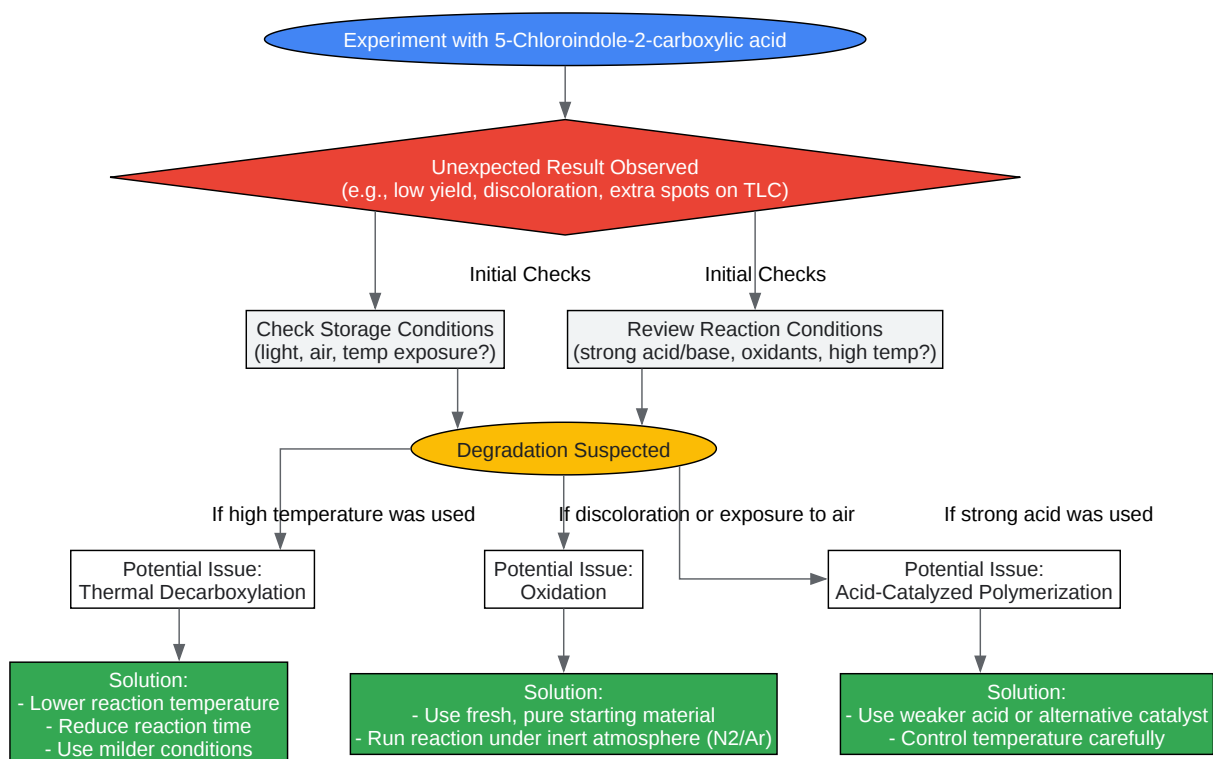 Experiment with 5-Chloroindole-2-carboxylic acid
Unexpected Result Observed
(e.g., low yield, discoloration, extra spots on TLC)
Initial Checks
Initial Checks
Check Storage Conditions
(light, air, temp exposure?)
Review Reaction Conditions
(strong acid/base, oxidants, high temp?)
Degradation Suspected
If high temperature was used
If discoloration or exposure to air
If strong acid was used
Potential Issue:
Thermal Decarboxylation
Potential Issue:
Oxidation
Potential Issue:
Acid-Catalyzed Polymerization
Solution:
- Lower reaction temperature
- Reduce reaction time
- Use milder conditions
Solution:
- Use fresh, pure starting material
- Run reaction under inert atmosphere (N2/Ar)
Solution:
- Use weaker acid or alternative catalyst
- Control temperature carefully